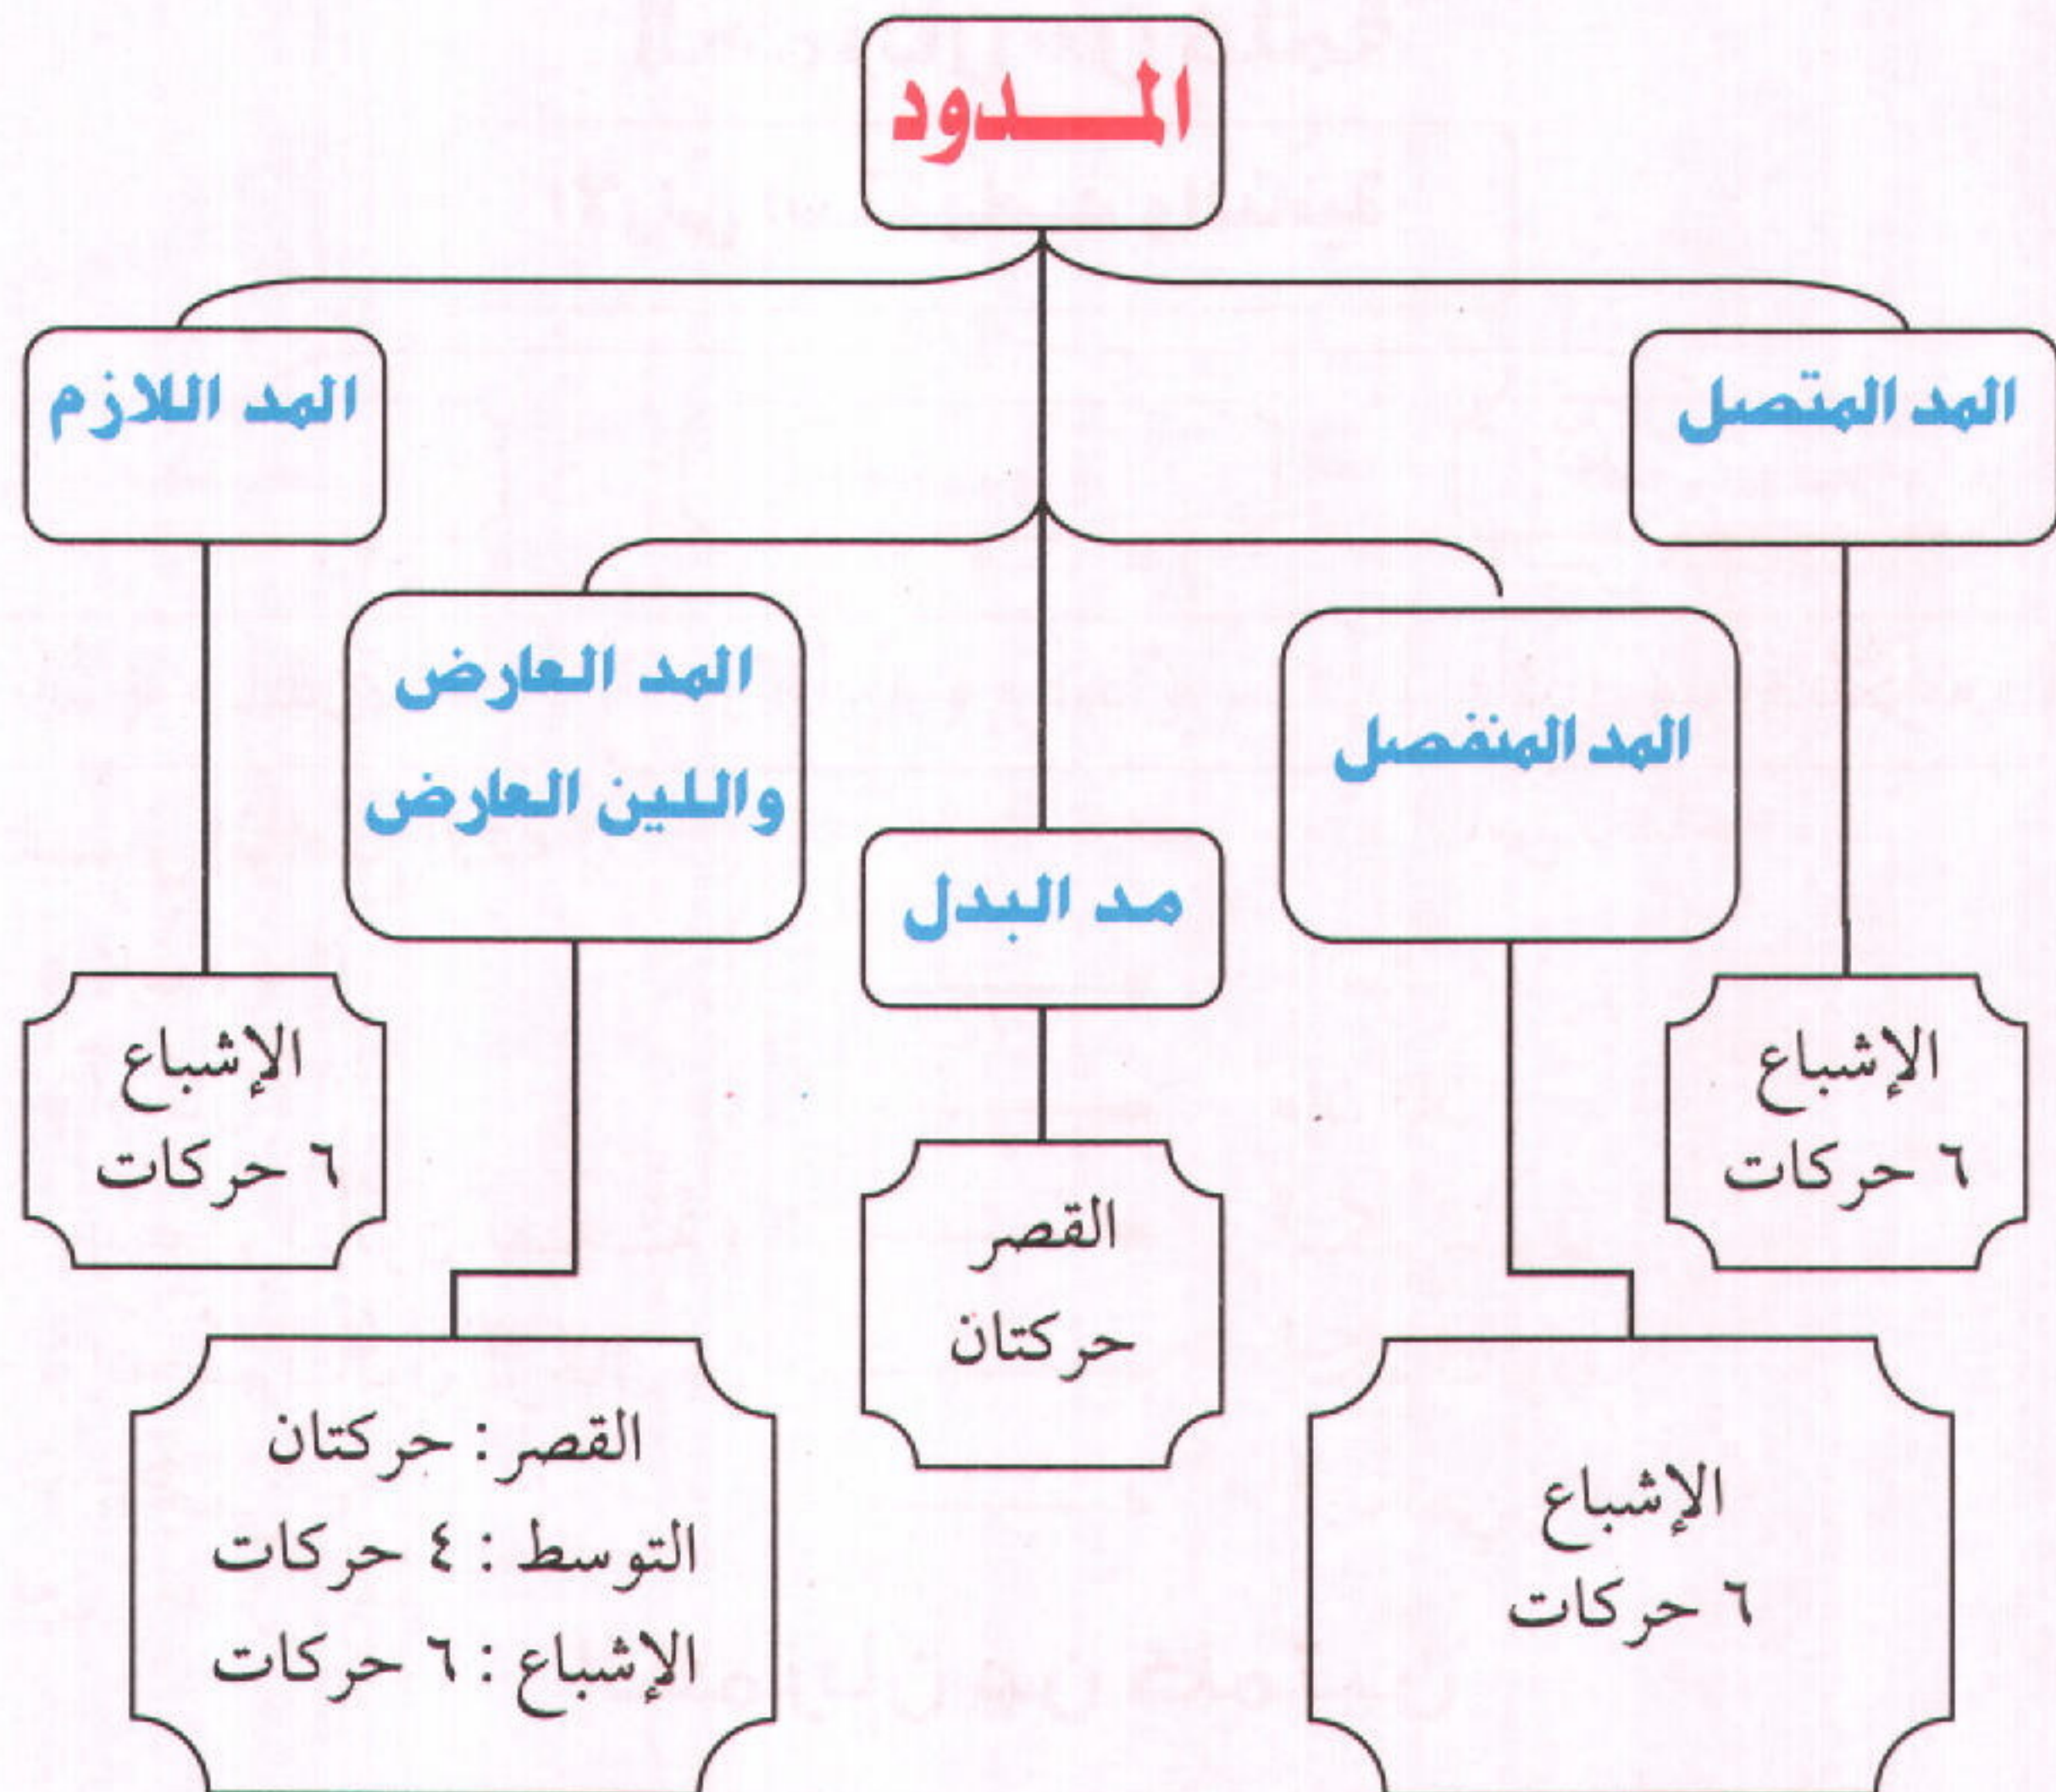 المدود
المد المتصل
المد اللازم
المد المنفصل
المد العارض
واللين العارض
مد البدل
الإشباع
٦ حركات
الإشباع
٦ حركات
القصر
حركتان
الإشباع
٦ حركات
القصر : حركتان
التوسط : ٤ حركات
الإشباع : ٦ حركات